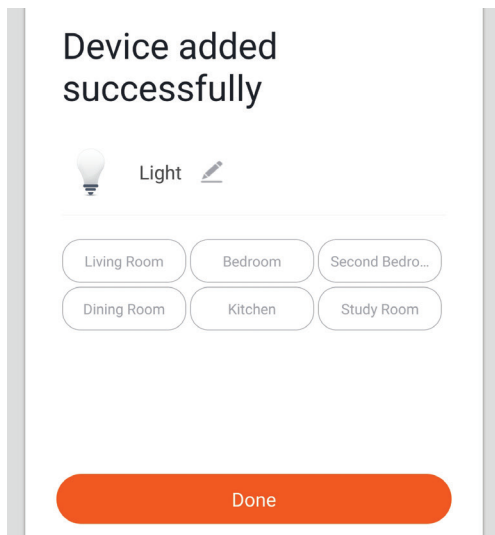 Device added
successfully
Light
Living Room
Bedroom
Second Bedro...
Dining Room
Kitchen
Study Room
Done